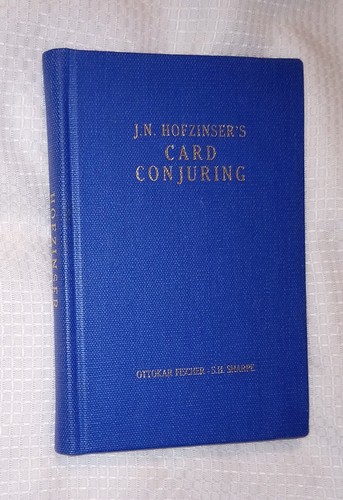 J.N. HOFZINSER'S
CARD
CONJURING
OTTOKAR FISCHER - S.H. SHARPE
HOFZINSER